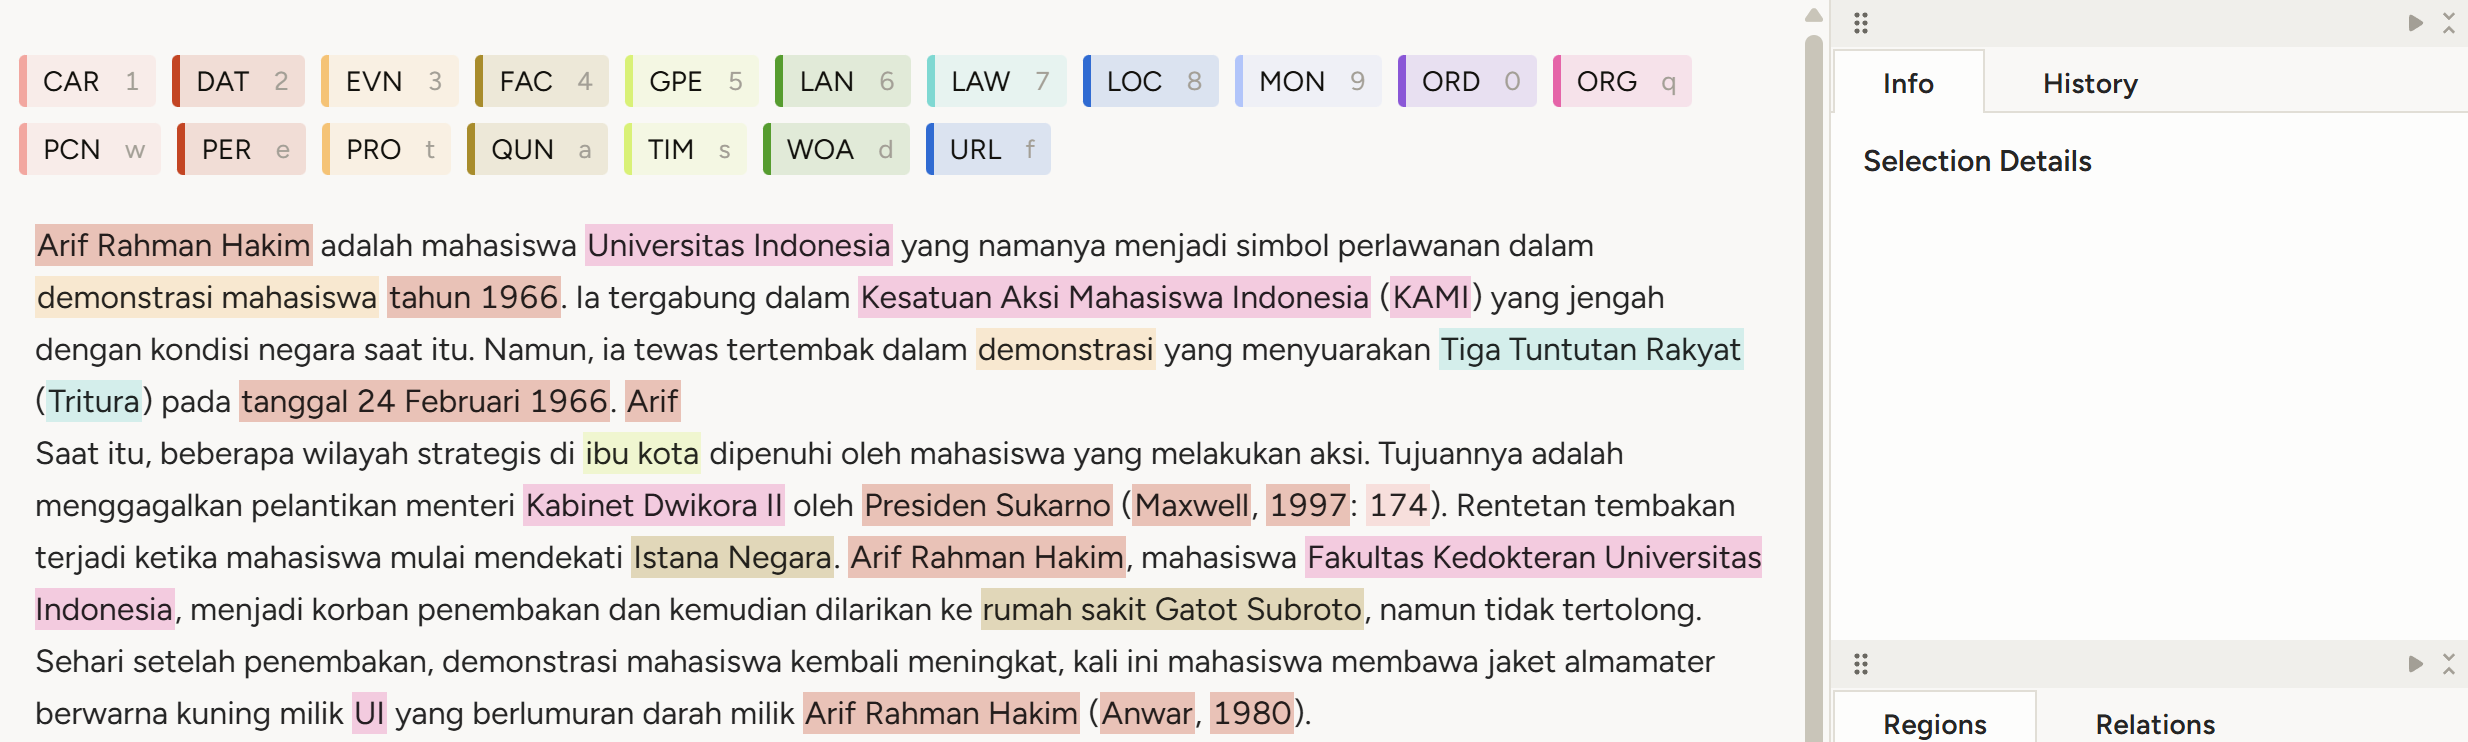 CAR 1 DAT 2 EVN 3 FAC 4 GPE 5 LAN 6 LAW 7 LOC 8 MON 9 ORD 0 ORG q
PCN w PER e PRO t QUN a TIM s WOA d URL f
Arif Rahman Hakim adalah mahasiswa Universitas Indonesia yang namanya menjadi simbol perlawanan dalam
demonstrasi mahasiswa tahun 1966. Ia tergabung dalam Kesatuan Aksi Mahasiswa Indonesia (KAMI) yang jengah
dengan kondisi negara saat itu. Namun, ia tewas tertembak dalam demonstrasi yang menyuarakan Tiga Tuntutan Rakyat
(Tritura) pada tanggal 24 Februari 1966. Arif
Saat itu, beberapa wilayah strategis di ibu kota dipenuhi oleh mahasiswa yang melakukan aksi. Tujuannya adalah
menggagalkan pelantikan menteri Kabinet Dwikora II oleh Presiden Sukarno (Maxwell, 1997: 174). Rentetan tembakan
terjadi ketika mahasiswa mulai mendekati Istana Negara. Arif Rahman Hakim, mahasiswa Fakultas Kedokteran Universitas
Indonesia, menjadi korban penembakan dan kemudian dilarikan ke rumah sakit Gatot Subroto, namun tidak tertolong.
Sehari setelah penembakan, demonstrasi mahasiswa kembali meningkat, kali ini mahasiswa membawa jaket almamater
berwarna kuning milik UI yang berlumuran darah milik Arif Rahman Hakim (Anwar, 1980).
Info History
Selection Details
Regions Relations